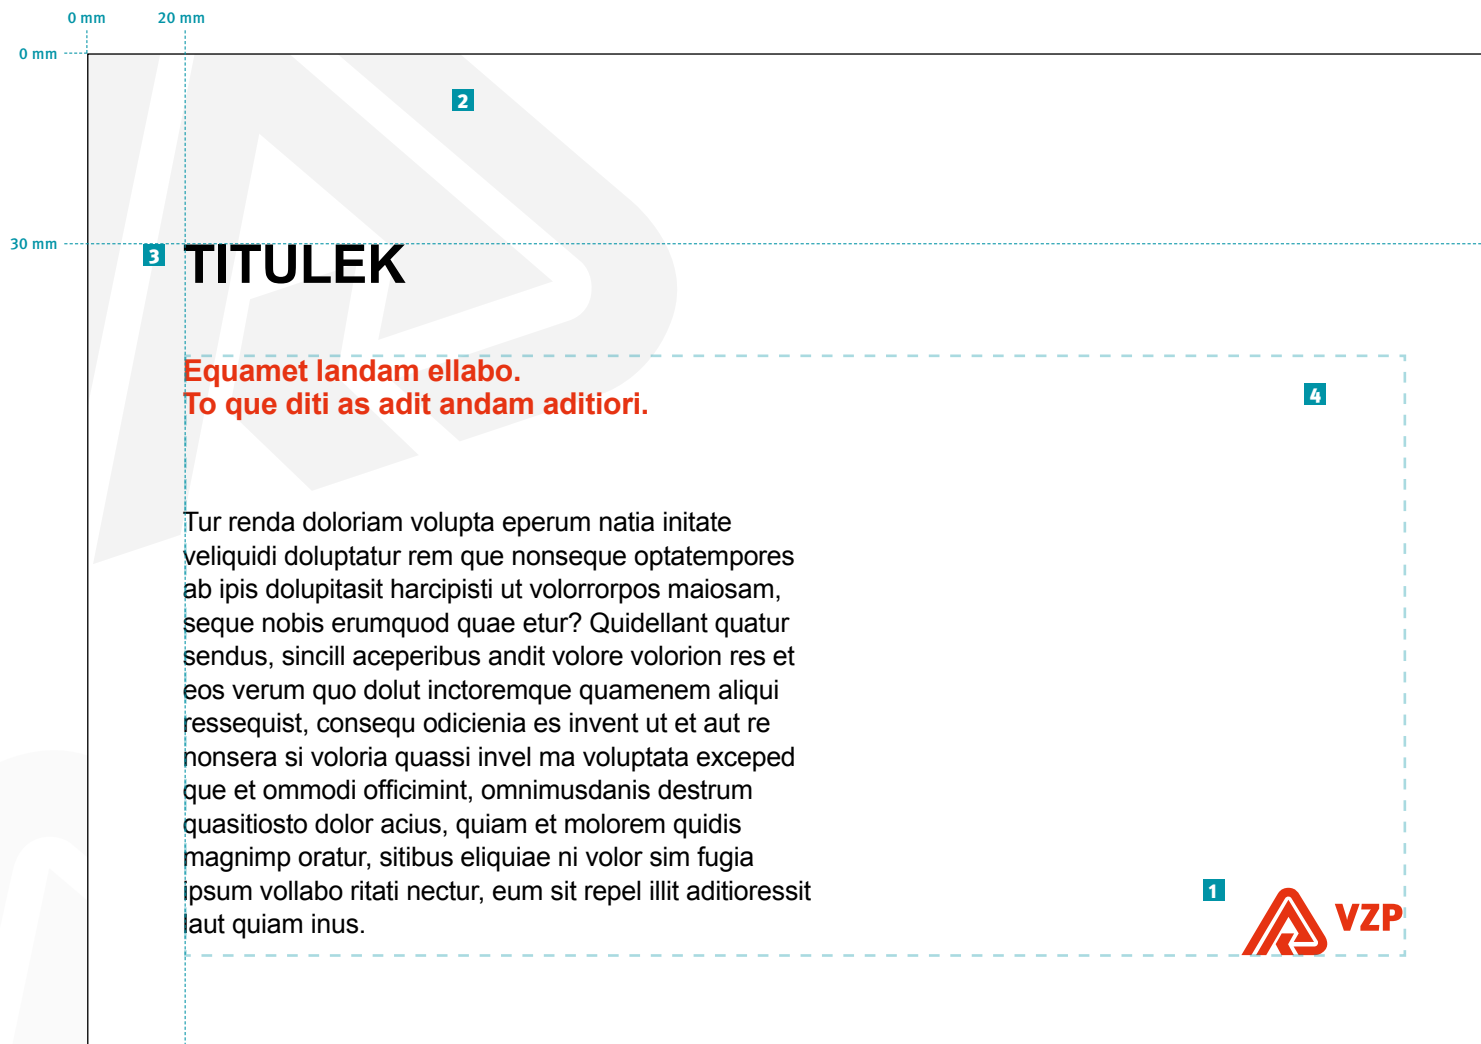 0 mm 20 mm
0 mm
2
30 mm
3 TITULEK
Equamet landam ellabo.
To que diti as adit andam aditiori.
4
Tur renda doloriam volupta eperum natia initate
veliquidi doluptatur rem que nonseque optatempores
ab ipis dolupitasit harcipisti ut volorrorpos maiosam,
seque nobis erumquod quae etur? Quidellant quatur
sendus, sincill aceperibus andit volore volorion res et
eos verum quo dolut inctoremque quamenem aliqui
ressequist, consequ odicienia es invent ut et aut re
nonsera si voloria quassi invel ma voluptata exceped
que et ommodi officimint, omnimusdanis destrum
quasitiosto dolor acius, quiam et molorem quidis
magnimp oratur, sitibus eliquiae ni volor sim fugia
ipsum vollabo ritati nectur, eum sit repel illit aditioressit
laut quiam inus.
1
VZP